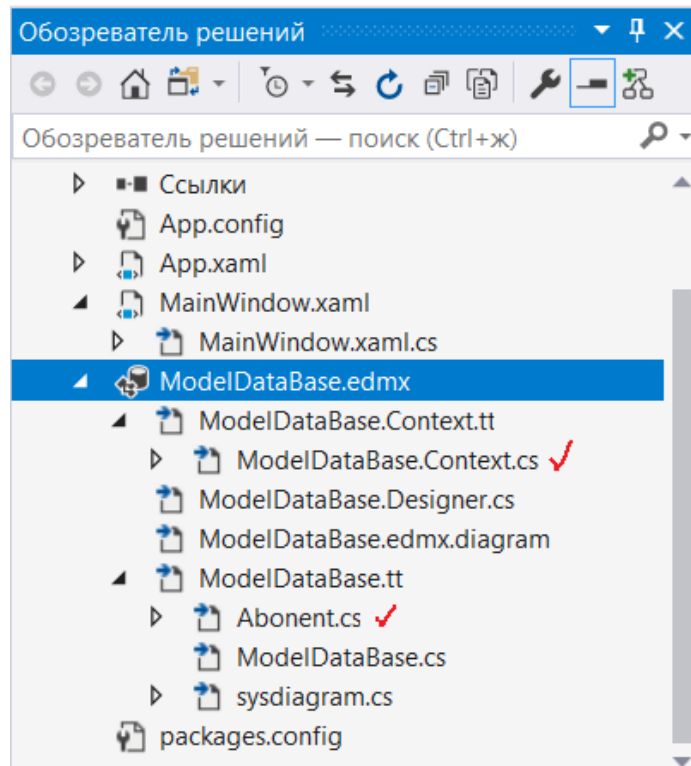 Обозреватель решений
Обозреватель решений — поиск (Ctrl+ж)
Ссылки
App.config
App.xaml
MainWindow.xaml
MainWindow.xaml.cs
ModelDataBase.edmx
ModelDataBase.Context.tt
ModelDataBase.Context.cs
ModelDataBase.Designer.cs
ModelDataBase.edmx.diagram
ModelDataBase.tt
Abonent.cs
ModelDataBase.cs
sysdiagram.cs
packages.config